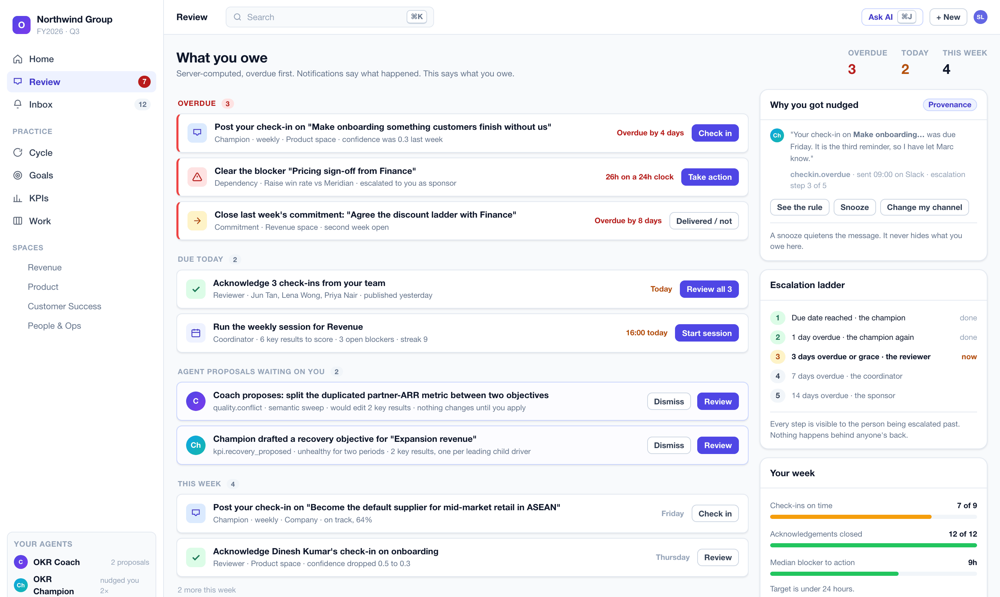 O
Northwind Group
FY2026 · Q3
Home
Review 7
Inbox 12
PRACTICE
Cycle
Goals
KPIs
Work
SPACES
Revenue
Product
Customer Success
People & Ops
YOUR AGENTS
C OKR Coach 2 proposals
Ch OKR Champion nudged you 2×
Review
Search ⌘K
Ask AI ⌘J
+ New
SL
What you owe
Server-computed, overdue first. Notifications say what happened. This says what you owe.
OVERDUE TODAY THIS WEEK
3 2 4
OVERDUE 3
Post your check-in on "Make onboarding something customers finish without us"
Champion · weekly · Product space · confidence was 0.3 last week
Overdue by 4 days Check in
Clear the blocker "Pricing sign-off from Finance"
Dependency · Raise win rate vs Meridian · escalated to you as sponsor
26h on a 24h clock Take action
Close last week's commitment: "Agree the discount ladder with Finance"
Commitment · Revenue space · second week open
Overdue by 8 days Delivered / not
DUE TODAY 2
Acknowledge 3 check-ins from your team
Reviewer · Jun Tan, Lena Wong, Priya Nair · published yesterday
Today Review all 3
Run the weekly session for Revenue
Coordinator · 6 key results to score · 3 open blockers · streak 9
16:00 today Start session
AGENT PROPOSALS WAITING ON YOU 2
C
Coach proposes: split the duplicated partner-ARR metric between two objectives
quality.conflict · semantic sweep · would edit 2 key results · nothing changes until you apply
Dismiss Review
Ch
Champion drafted a recovery objective for "Expansion revenue"
kpi.recovery_proposed · unhealthy for two periods · 2 key results, one per leading child driver
Dismiss Review
THIS WEEK 4
Post your check-in on "Become the default supplier for mid-market retail in ASEAN"
Champion · weekly · Company · on track, 64%
Friday Check in
Acknowledge Dinesh Kumar's check-in on onboarding
Reviewer · Product space · confidence dropped 0.5 to 0.3
Thursday Review
2 more this week
Why you got nudged Provenance
Ch
"Your check-in on Make onboarding... was due
Friday. It is the third reminder, so I have let Marc
know."
checkin.overdue · sent 09:00 on Slack · escalation
step 3 of 5
See the rule Snooze Change my channel
A snooze quietens the message. It never hides what you
owe here.
Escalation ladder
1 Due date reached · the champion done
2 1 day overdue · the champion again done
3 3 days overdue or grace · the reviewer now
4 7 days overdue · the coordinator
5 14 days overdue · the sponsor
Every step is visible to the person being escalated past.
Nothing happens behind anyone's back.
Your week
Check-ins on time 7 of 9
Acknowledgements closed 12 of 12
Median blocker to action 9h
Target is under 24 hours.